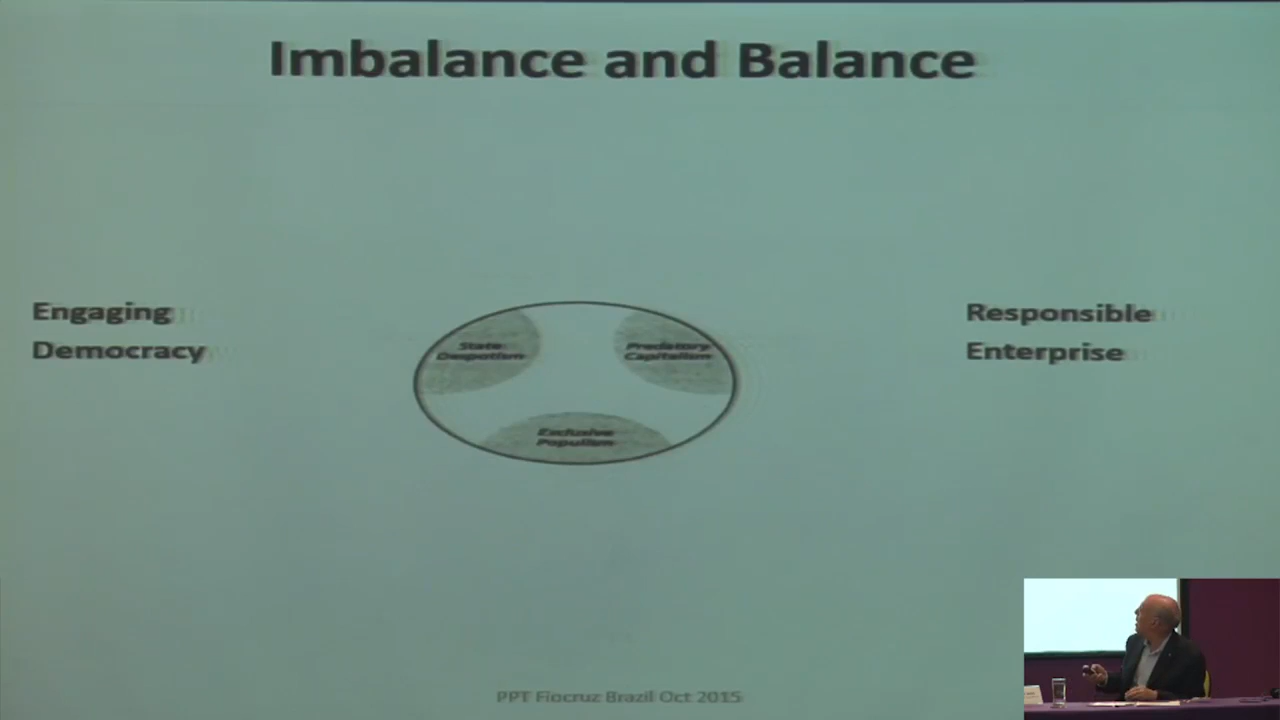 Imbalance and Balance
Engaging
Democracy
State
Despotism
Predatory
Capitalism
Exclusive
Populism
Responsible
Enterprise
PPT Fiocruz Brazil Oct 2015